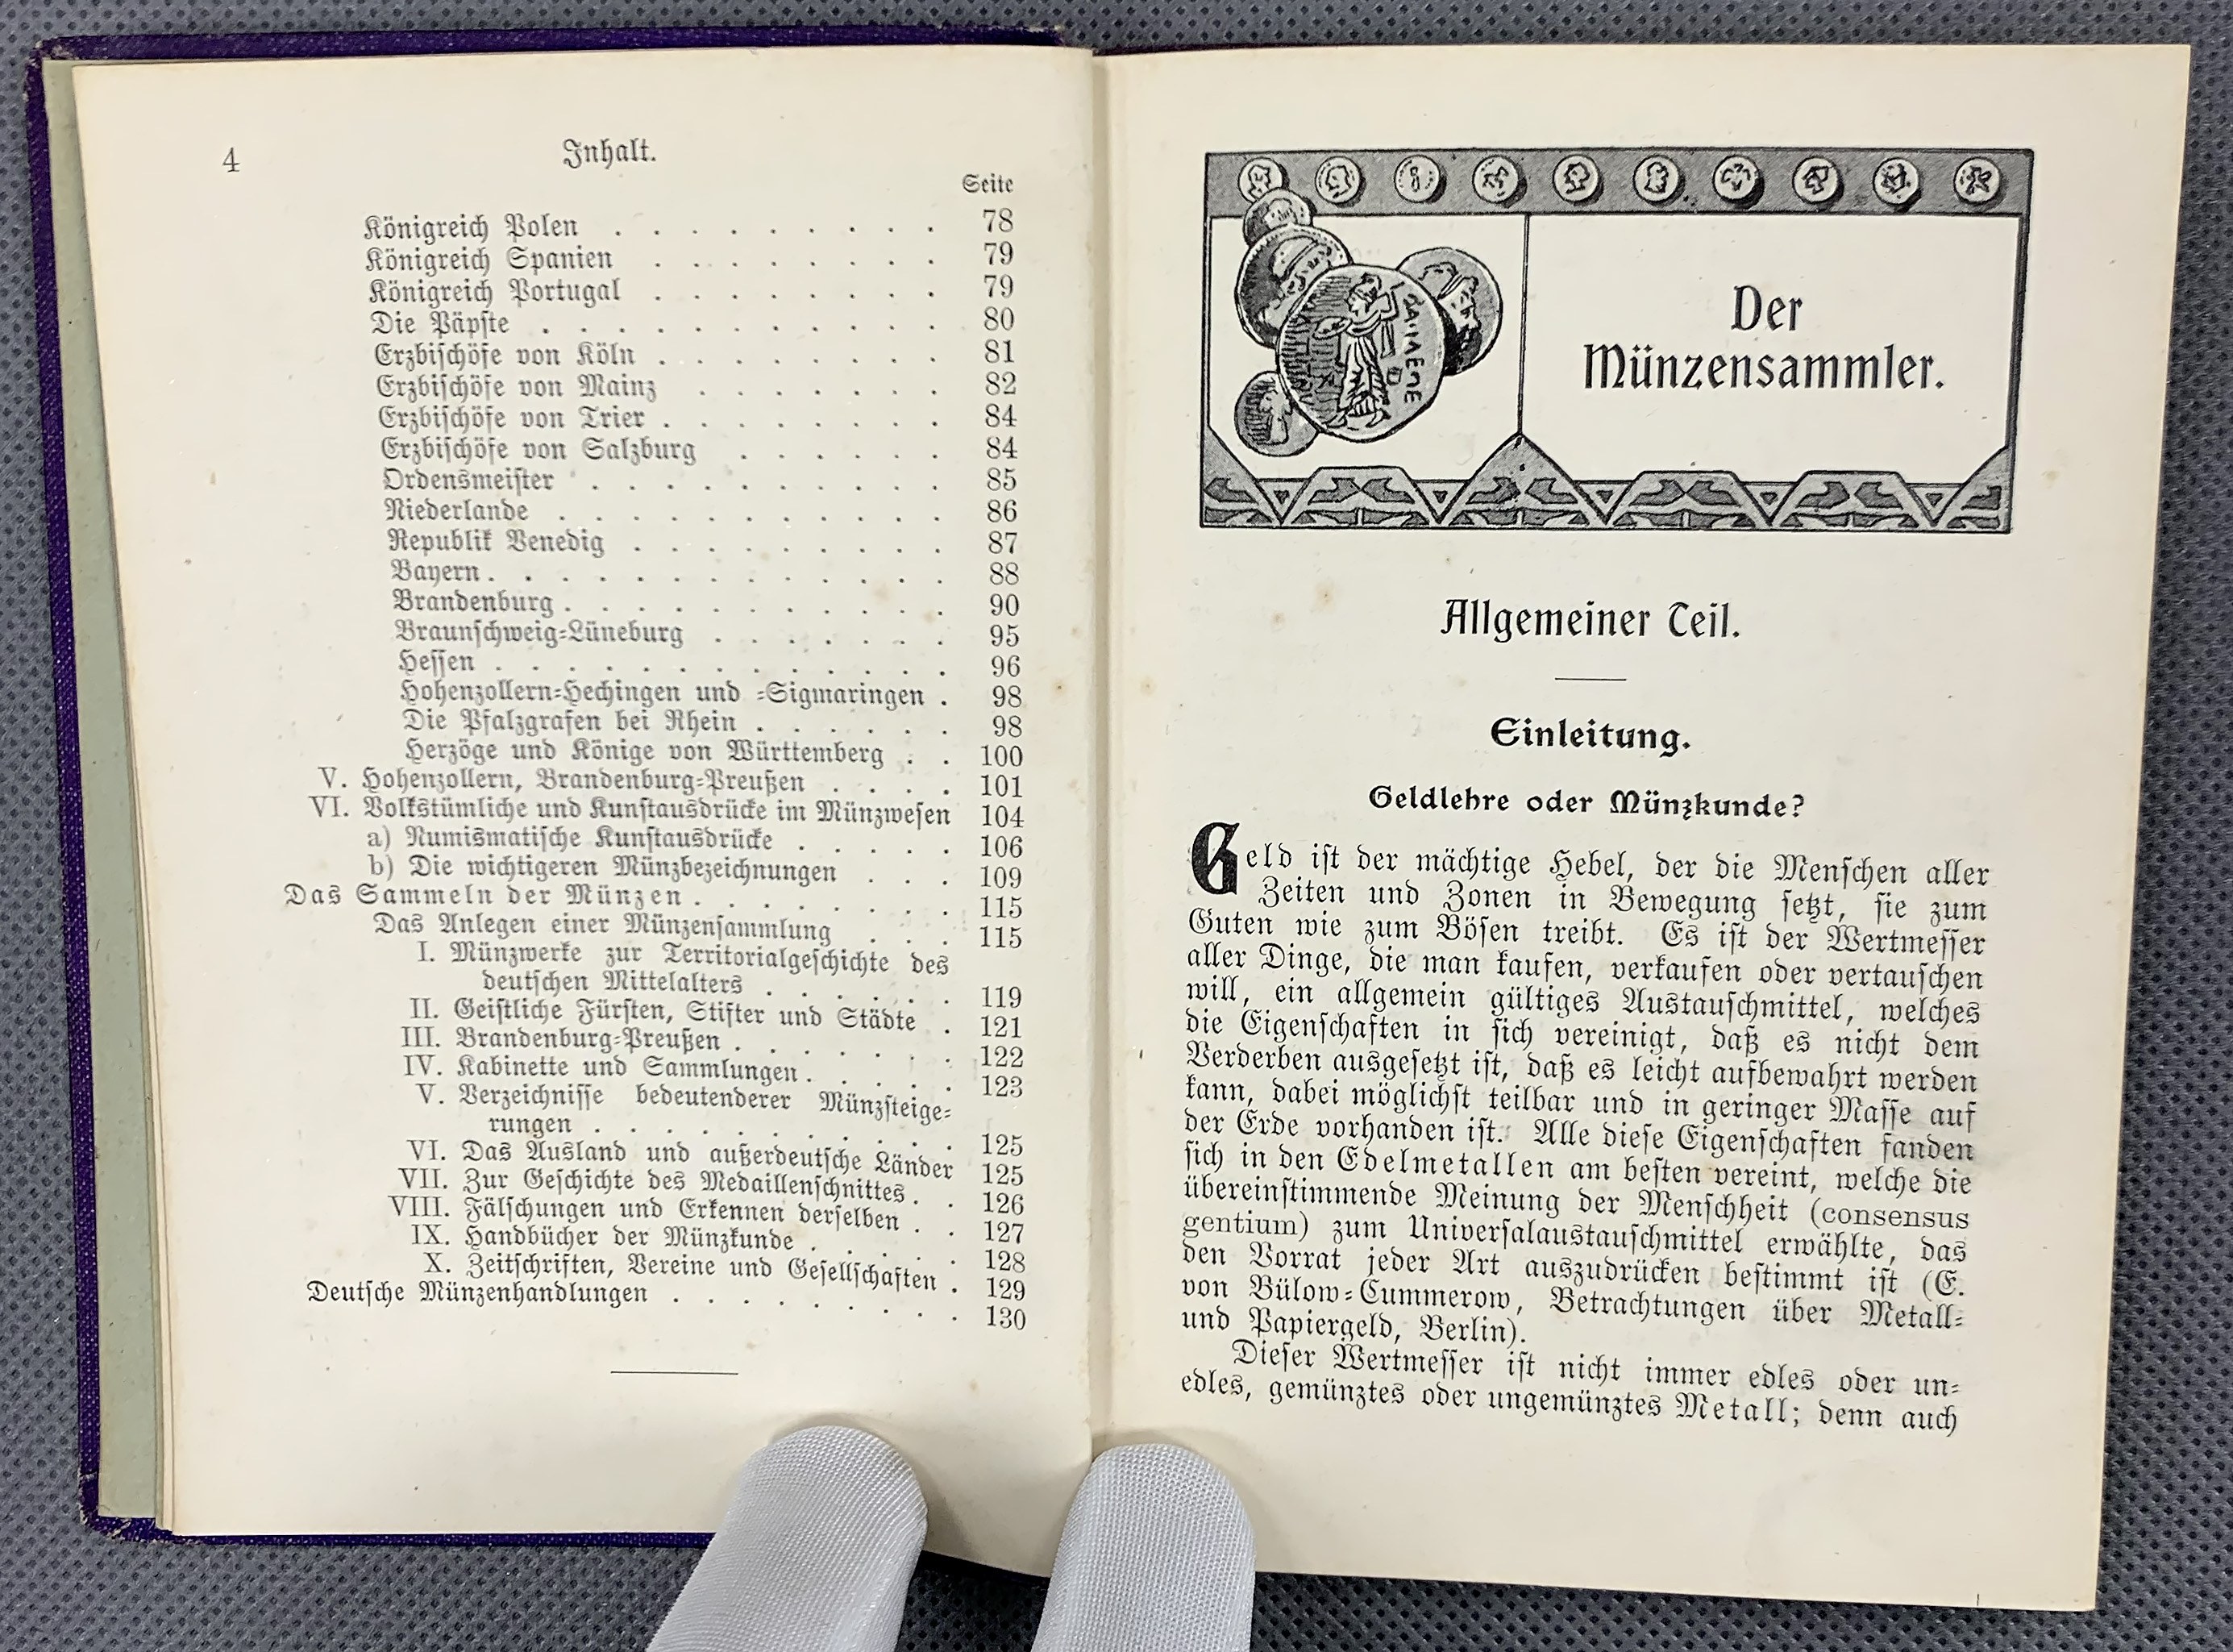 4
Inhalt.
Seite
Königreich Polen . . . . . . . . . 78
Königreich Spanien . . . . . . . . 79
Königreich Portugal . . . . . . . . 79
Die Päpste . . . . . . . . . . . 80
Erzbischöfe von Köln . . . . . . . . 81
Erzbischöfe von Mainz . . . . . . 82
Erzbischöfe von Trier . . . . . . . . 84
Erzbischöfe von Salzburg . . . . . . 84
Ordensmeister . . . . . . . . . . 85
Niederlande . . . . . . . . . . . 86
Republik Venedig . . . . . . . . . 87
Bayern . . . . . . . . . . . . . 88
Brandenburg . . . . . . . . . . . 90
Braunschweig-Lüneburg . . . . . . . 95
Hessen . . . . . . . . . . . . . 96
Hohenzollern-Hechingen und -Sigmaringen . 98
Die Pfalzgrafen bei Rhein . . . . . . 98
Herzöge und Könige von Württemberg . . 100
V. Hohenzollern, Brandenburg-Preußen . . . . 101
VI. Volkstümliche und Kunstausdrücke im Münzwesen 104
a) Numismatische Kunstausdrücke . . . . . 106
b) Die wichtigeren Münzbezeichnungen . . . 109
Das Sammeln der Münzen . . . . . . . . 115
Das Anlegen einer Münzensammlung . . . 115
I. Münzwerke zur Territorialgeschichte des
deutschen Mittelalters . . . . . . 119
II. Geistliche Fürsten, Stifter und Städte . 121
III. Brandenburg-Preußen . . . . . . . 122
IV. Kabinette und Sammlungen . . . . . 123
V. Verzeichnisse bedeutenderer Münzsteige-
rungen . . . . . . . . . . . 125
VI. Das Ausland und außerdeutsche Länder 125
VII. Zur Geschichte des Medaillenschnittes . . 126
VIII. Fälschungen und Erkennen derselben . . 127
IX. Handbücher der Münzkunde . . . . . 128
X. Zeitschriften, Vereine und Gesellschaften . 129
Deutsche Münzenhandlungen . . . . . . . . . 130
Der
Münzensammler.
Allgemeiner Teil.
Einleitung.
Geldlehre oder Münzkunde?
Geld ist der mächtige Hebel, der die Menschen aller
Zeiten und Zonen in Bewegung setzt, sie zum
Guten wie zum Bösen treibt. Es ist der Wertmesser
aller Dinge, die man kaufen, verkaufen oder vertauschen
will, ein allgemein gültiges Austauschmittel, welches
die Eigenschaften in sich vereinigt, daß es nicht dem
Verderben ausgesetzt ist, daß es leicht aufbewahrt werden
kann, dabei möglichst teilbar und in geringer Masse auf
der Erde vorhanden ist. Alle diese Eigenschaften fanden
sich in den Edelmetallen am besten vereint, welche die
übereinstimmende Meinung der Menschheit (consensus
gentium) zum Universalaustauschmittel erwählte, das
den Vorrat jeder Art auszudrücken bestimmt ist (E.
von Bülow-Cummerow, Betrachtungen über Metall-
und Papiergeld, Berlin).
Dieser Wertmesser ist nicht immer edles oder un-
edles, gemünztes oder ungemünztes Metall; denn auch